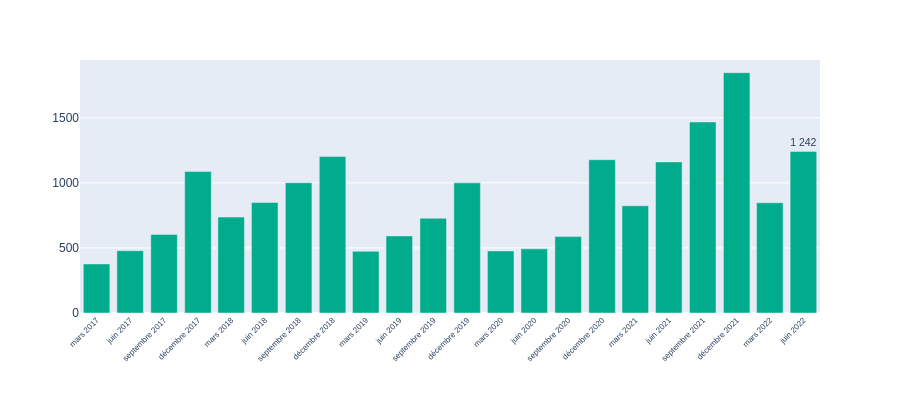 1500
1000
500
0
1 242
mars 2017
juin 2017
septembre 2017
décembre 2017
mars 2018
juin 2018
septembre 2018
décembre 2018
mars 2019
juin 2019
septembre 2019
décembre 2019
mars 2020
juin 2020
septembre 2020
décembre 2020
mars 2021
juin 2021
septembre 2021
décembre 2021
mars 2022
juin 2022